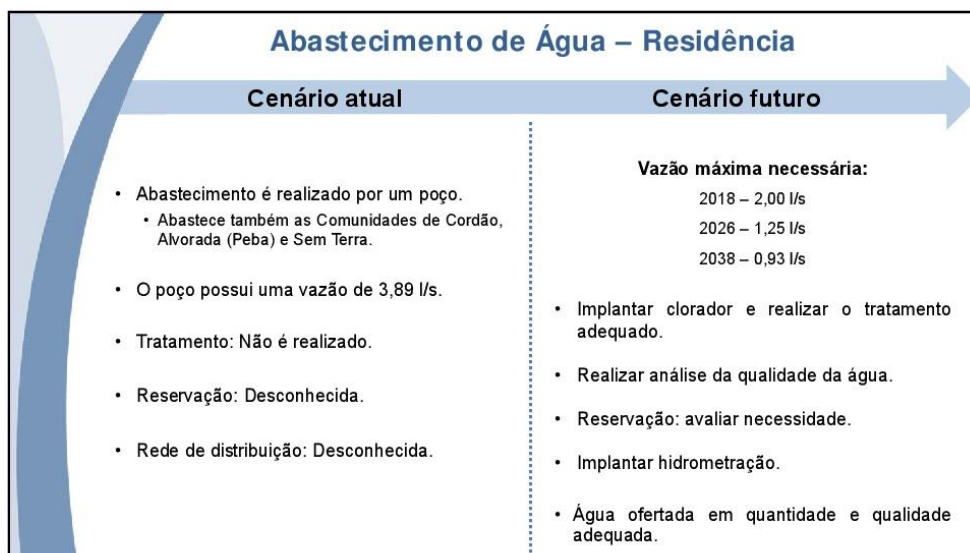 Abastecimento de Água – Residência
Cenário atual
• Abastecimento é realizado por um poço.
• Abastece também as Comunidades de Cordão,
Alvorada (Peba) e Sem Terra.
• O poço possui uma vazão de 3,89 l/s.
• Tratamento: Não é realizado.
• Reservação: Desconhecida.
• Rede de distribuição: Desconhecida.
Cenário futuro
Vazão máxima necessária:
2018 – 2,00 l/s
2026 – 1,25 l/s
2038 – 0,93 l/s
• Implantar clorador e realizar o tratamento
adequado.
• Realizar análise da qualidade da água.
• Reservação: avaliar necessidade.
• Implantar hidrometração.
• Água ofertada em quantidade e qualidade
adequada.